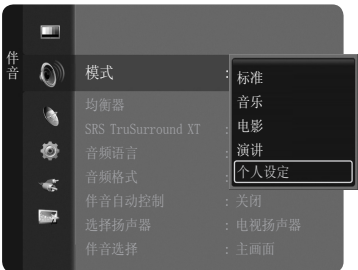 伴音
模式 :
标准
音乐
电影
演讲
个人设定
均衡器
SRS TruSurround XT :
音频语言 :
音频格式 :
伴音自动控制 : 关闭
选择扬声器 : 电视扬声器
伴音选择 : 主画面